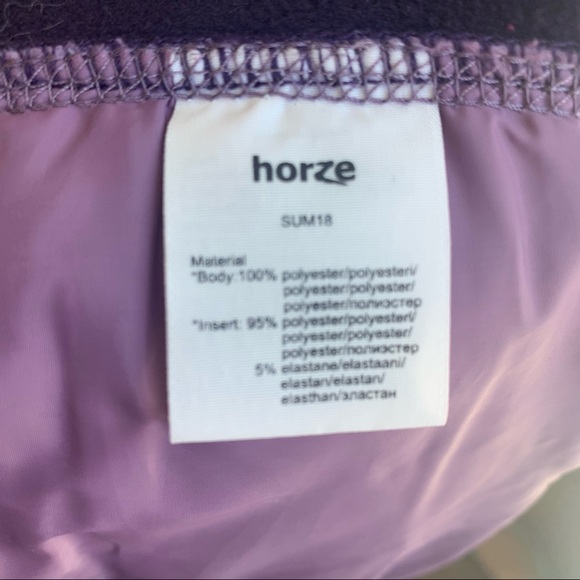 horze
SUM18
Material
*Body:100% polyester/polyesteri/
polyester/polyester/
polyester/полиэстер
*Insert: 95% polyester/polyesteri/
polyester/polyester/
polyester/полиэстер
5% elastane/elastaani/
elastan/elastan/
elasthan/эластан